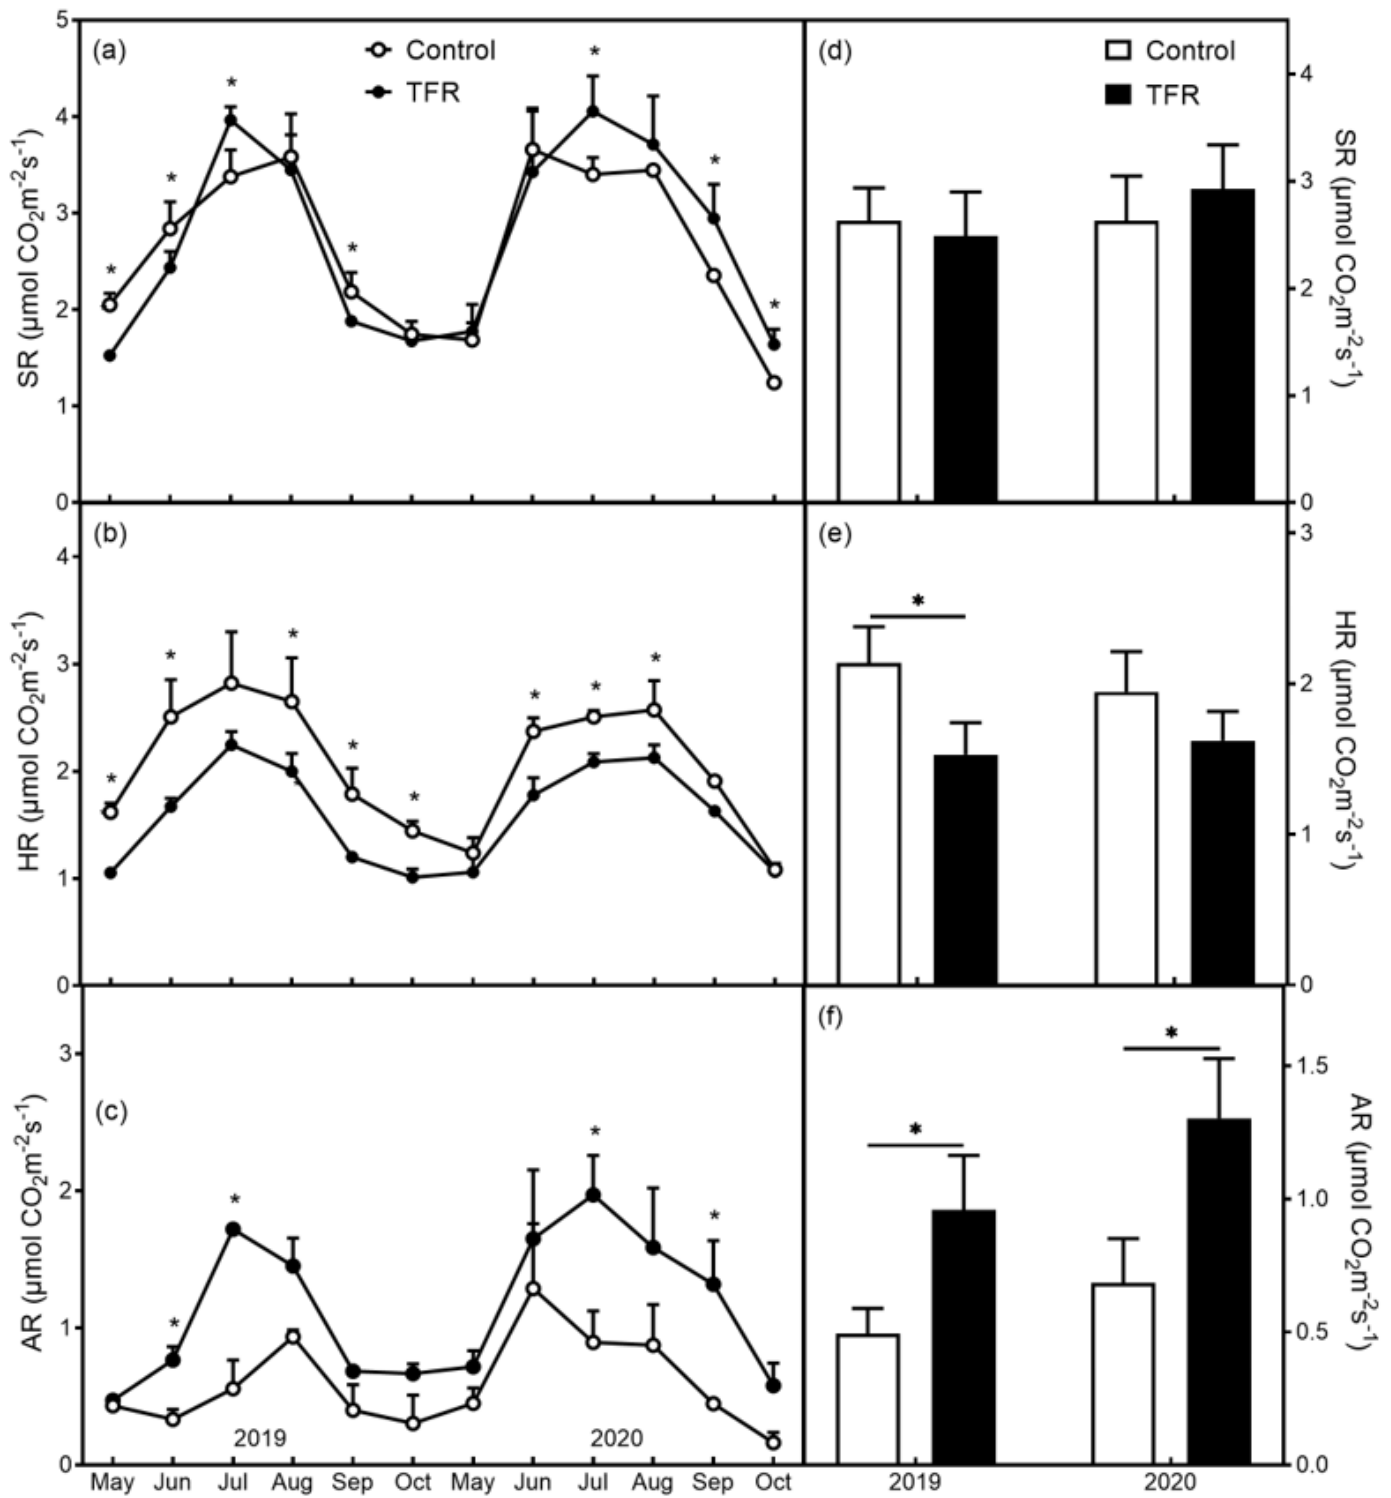 (a)
Control
TFR
SR (μmol CO₂m⁻²s⁻¹)
5
4
3
2
1
0
* * * * * * *
(d)
Control
TFR
4
3
2
1
0
SR (μmol CO₂m⁻²s⁻¹)
(b)
HR (μmol CO₂m⁻²s⁻¹)
4
3
2
1
0
* * * * * * * *
(e)
*
3
2
1
0
HR (μmol CO₂m⁻²s⁻¹)
(c)
AR (μmol CO₂m⁻²s⁻¹)
3
2
1
0
* * * *
2019 2020
May Jun Jul Aug Sep Oct May Jun Jul Aug Sep Oct
(f)
* *
1.5
1.0
0.5
0.0
AR (μmol CO₂m⁻²s⁻¹)
2019 2020